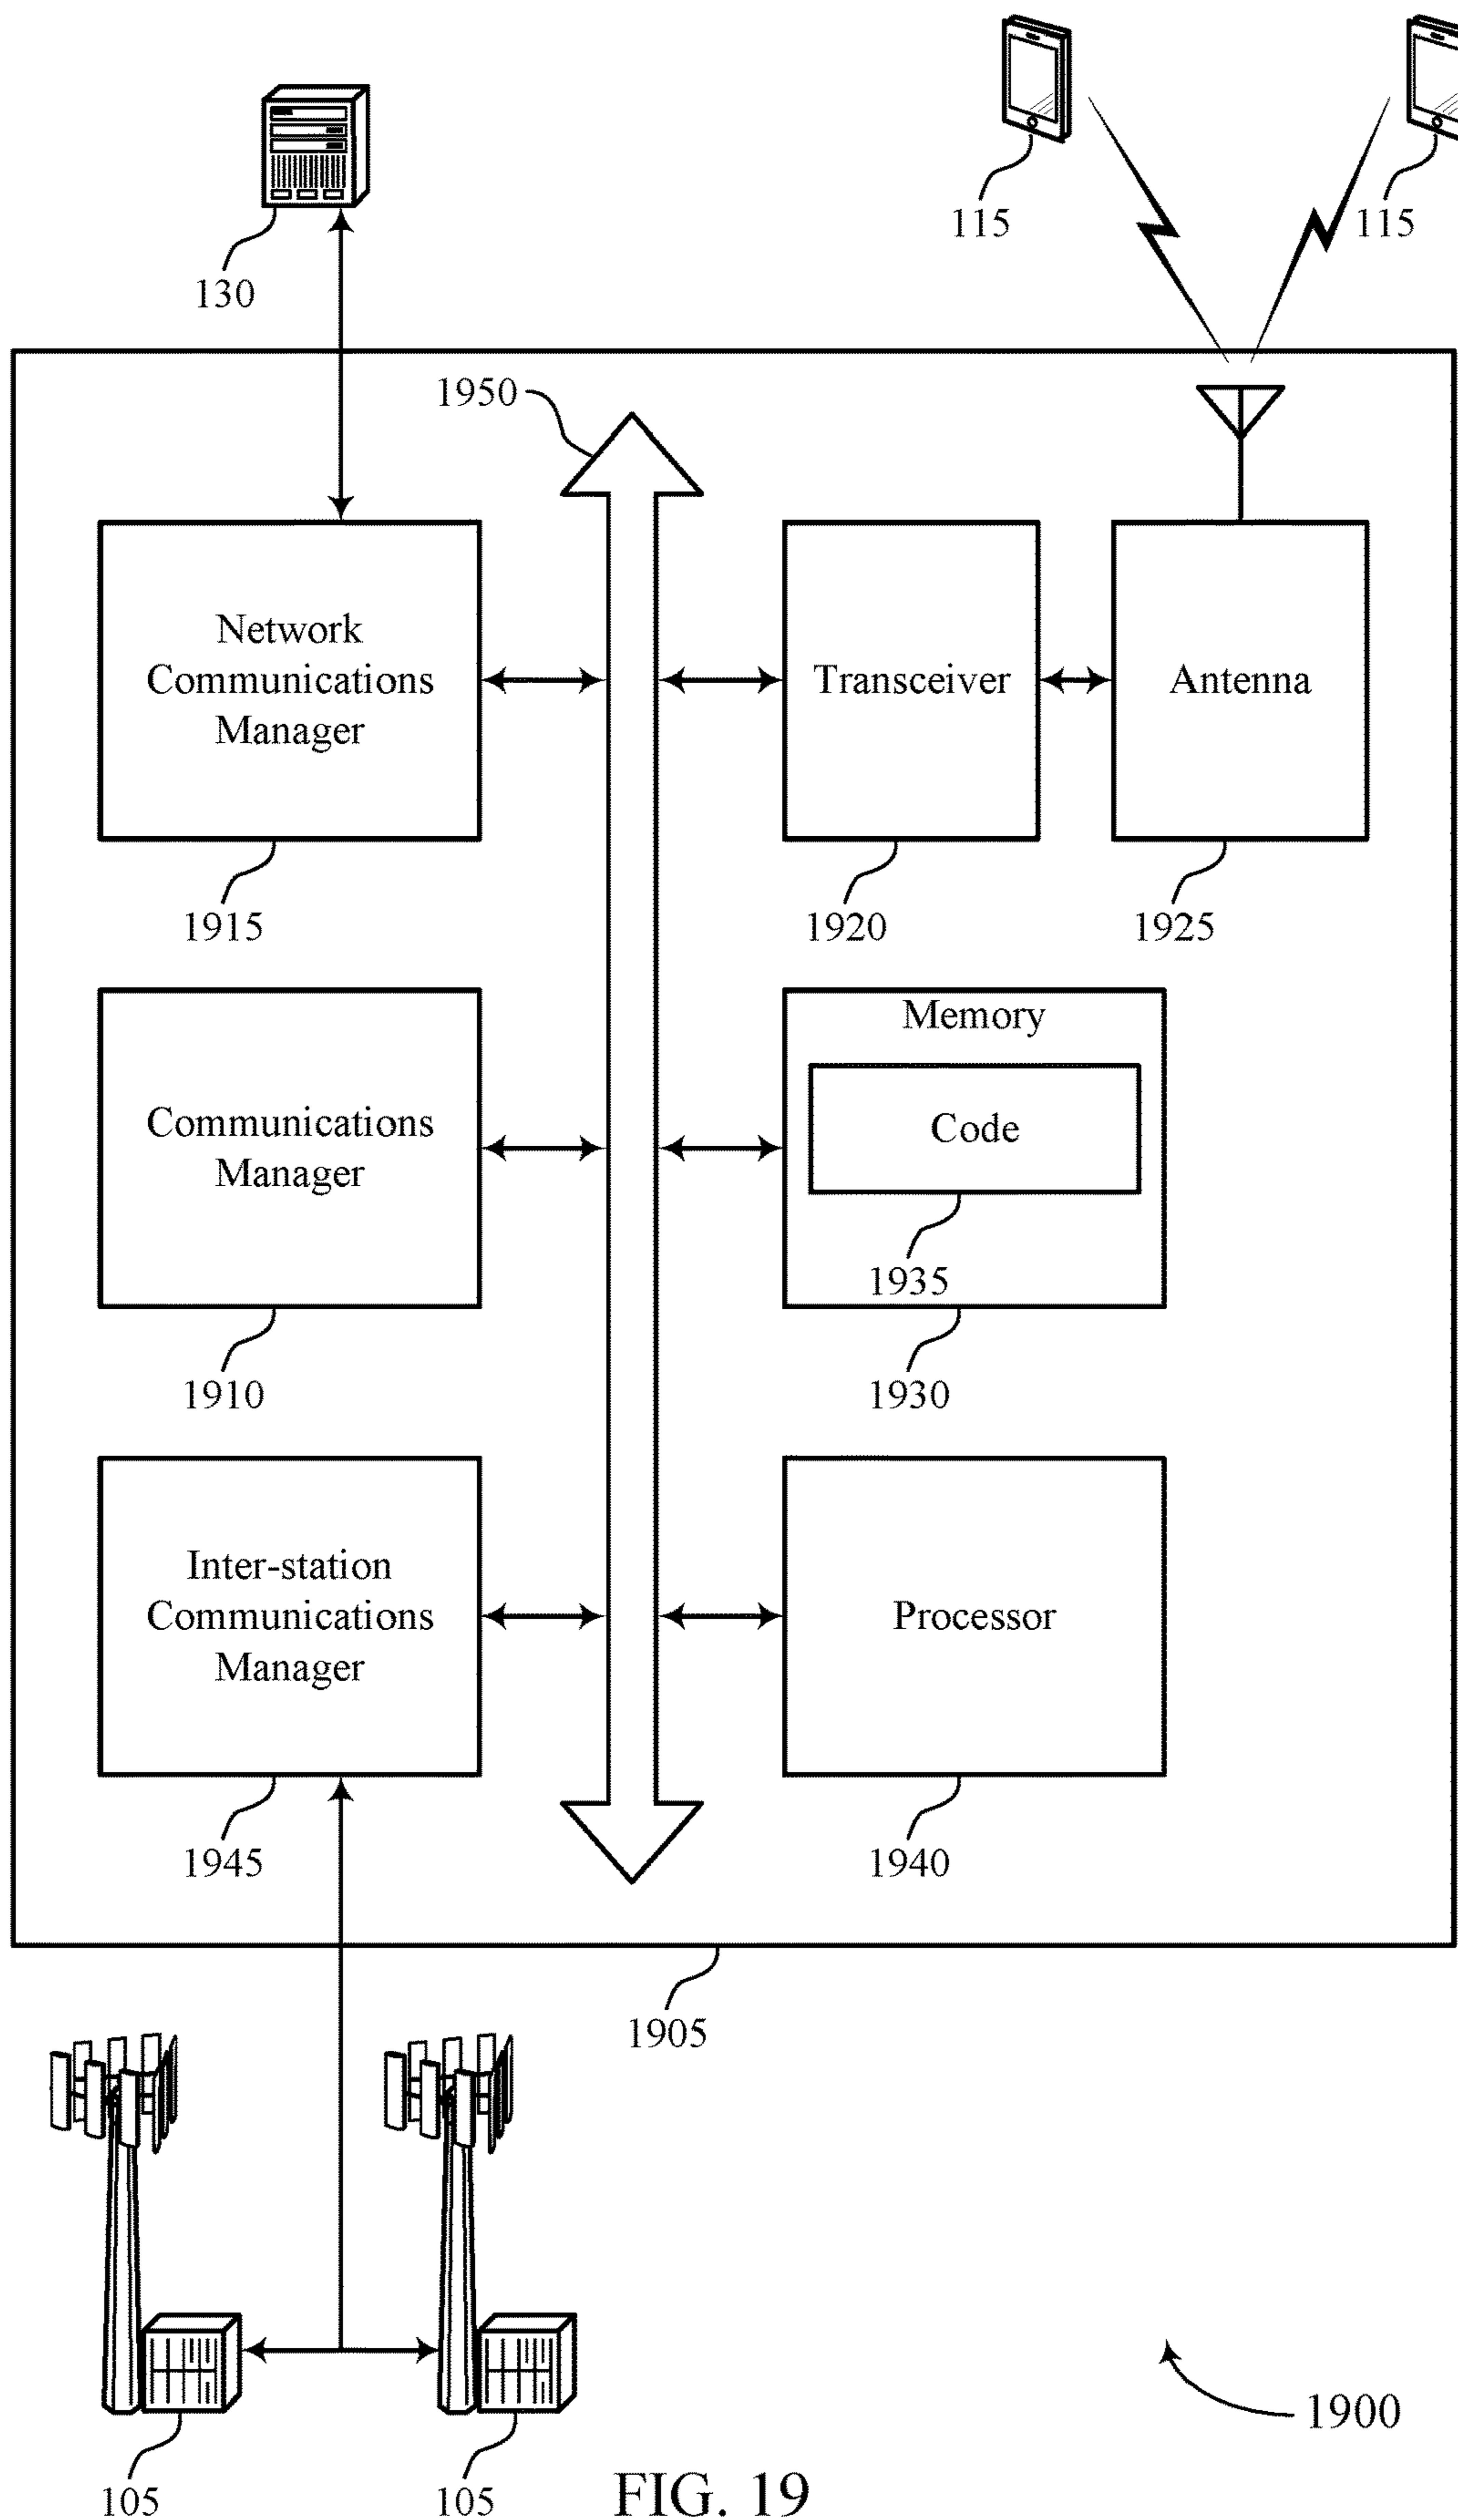 115
115
130
1950
Network
Communications
Manager
Transceiver
Antenna
1915
1920
1925
Memory
Communications
Manager
Code
1935
1910
1930
Inter-station
Communications
Manager
Processor
1945
1940
1905
1900
105
105
FIG. 19